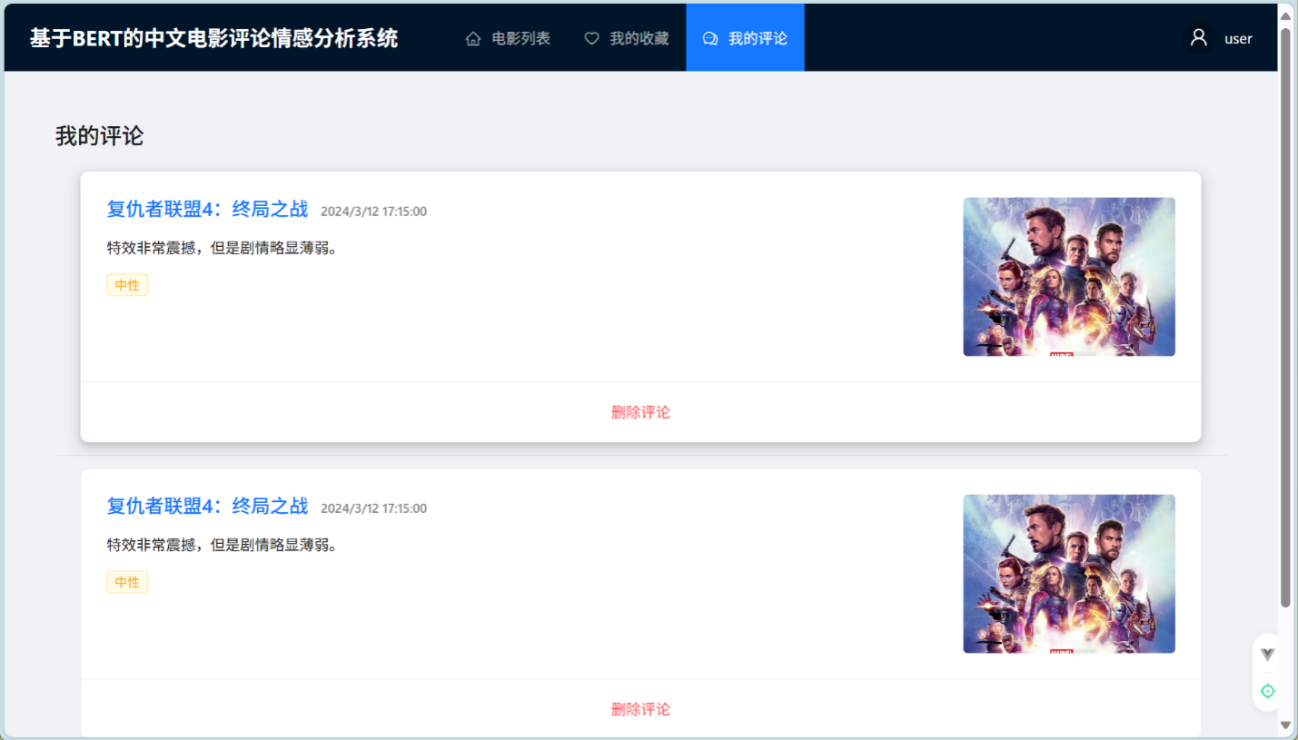 基于BERT的中文电影评论情感分析系统 电影列表 我的收藏 我的评论 user
我的评论
复仇者联盟4：终局之战 2024/3/12 17:15:00
特效非常震撼，但是剧情略显薄弱。
中性
MARVEL
删除评论
复仇者联盟4：终局之战 2024/3/12 17:15:00
特效非常震撼，但是剧情略显薄弱。
中性
MARVEL
删除评论